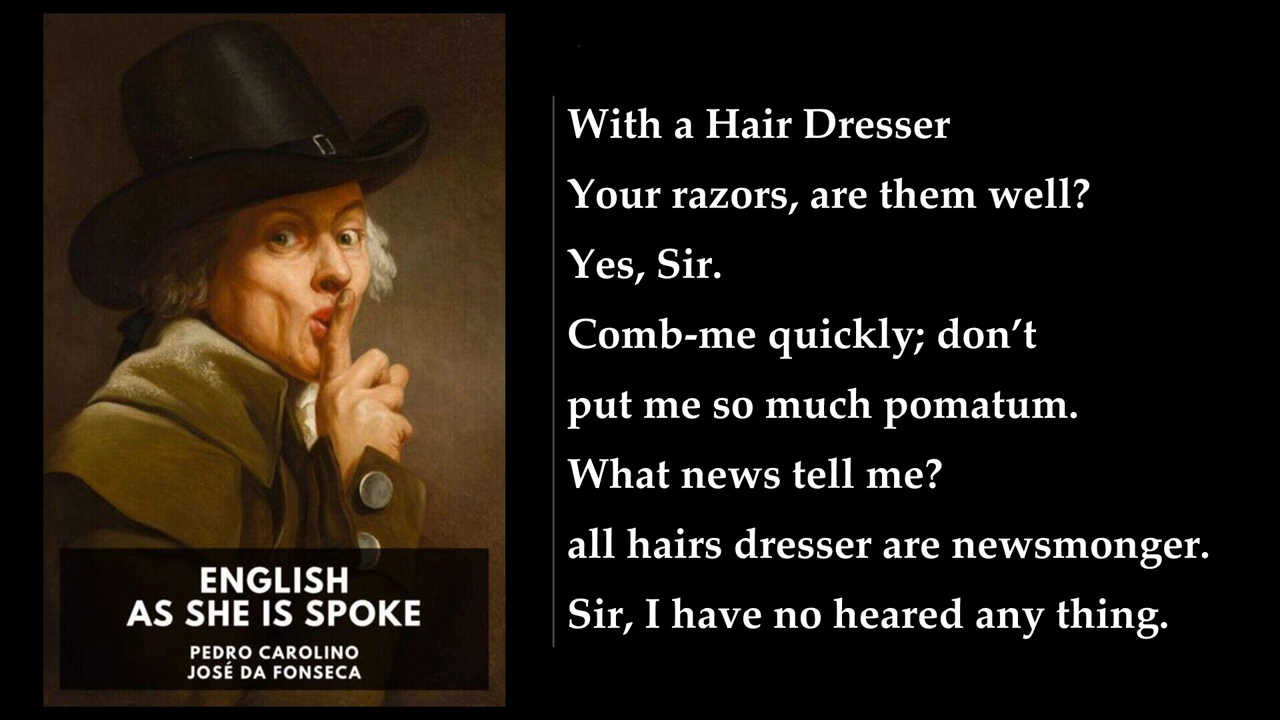 ENGLISH
AS SHE IS SPOKE
PEDRO CAROLINO
JOSÉ DA FONSECA
With a Hair Dresser
Your razors, are them well?
Yes, Sir.
Comb-me quickly; don’t
put me so much pomatum.
What news tell me?
all hairs dresser are newsmonger.
Sir, I have no heared any thing.